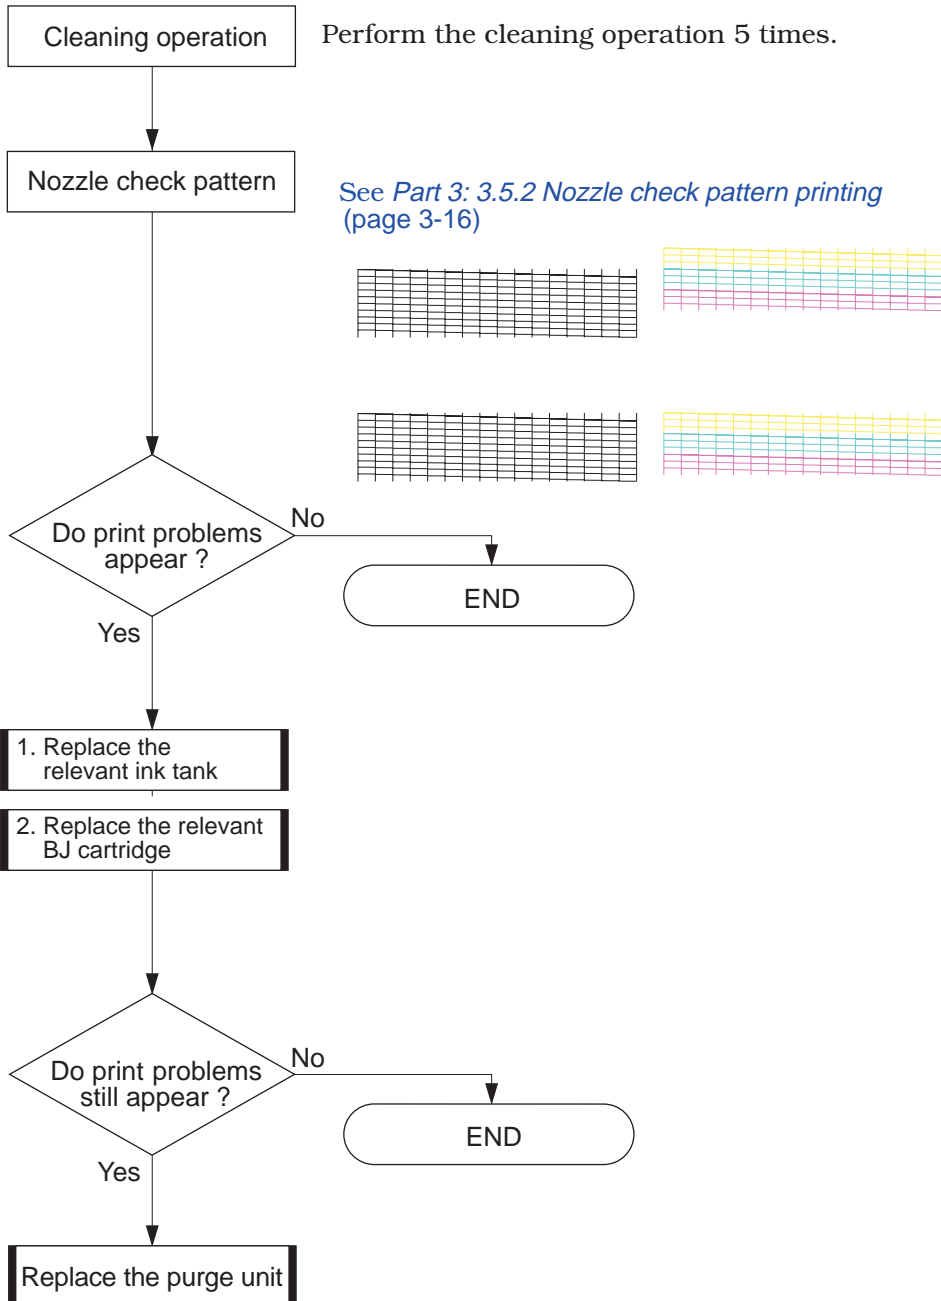 Cleaning operation
Perform the cleaning operation 5 times.
Nozzle check pattern
See Part 3: 3.5.2 Nozzle check pattern printing
(page 3-16)
Do print problems
appear ?
No
END
Yes
1. Replace the
relevant ink tank
2. Replace the relevant
BJ cartridge
Do print problems
still appear ?
No
END
Yes
Replace the purge unit